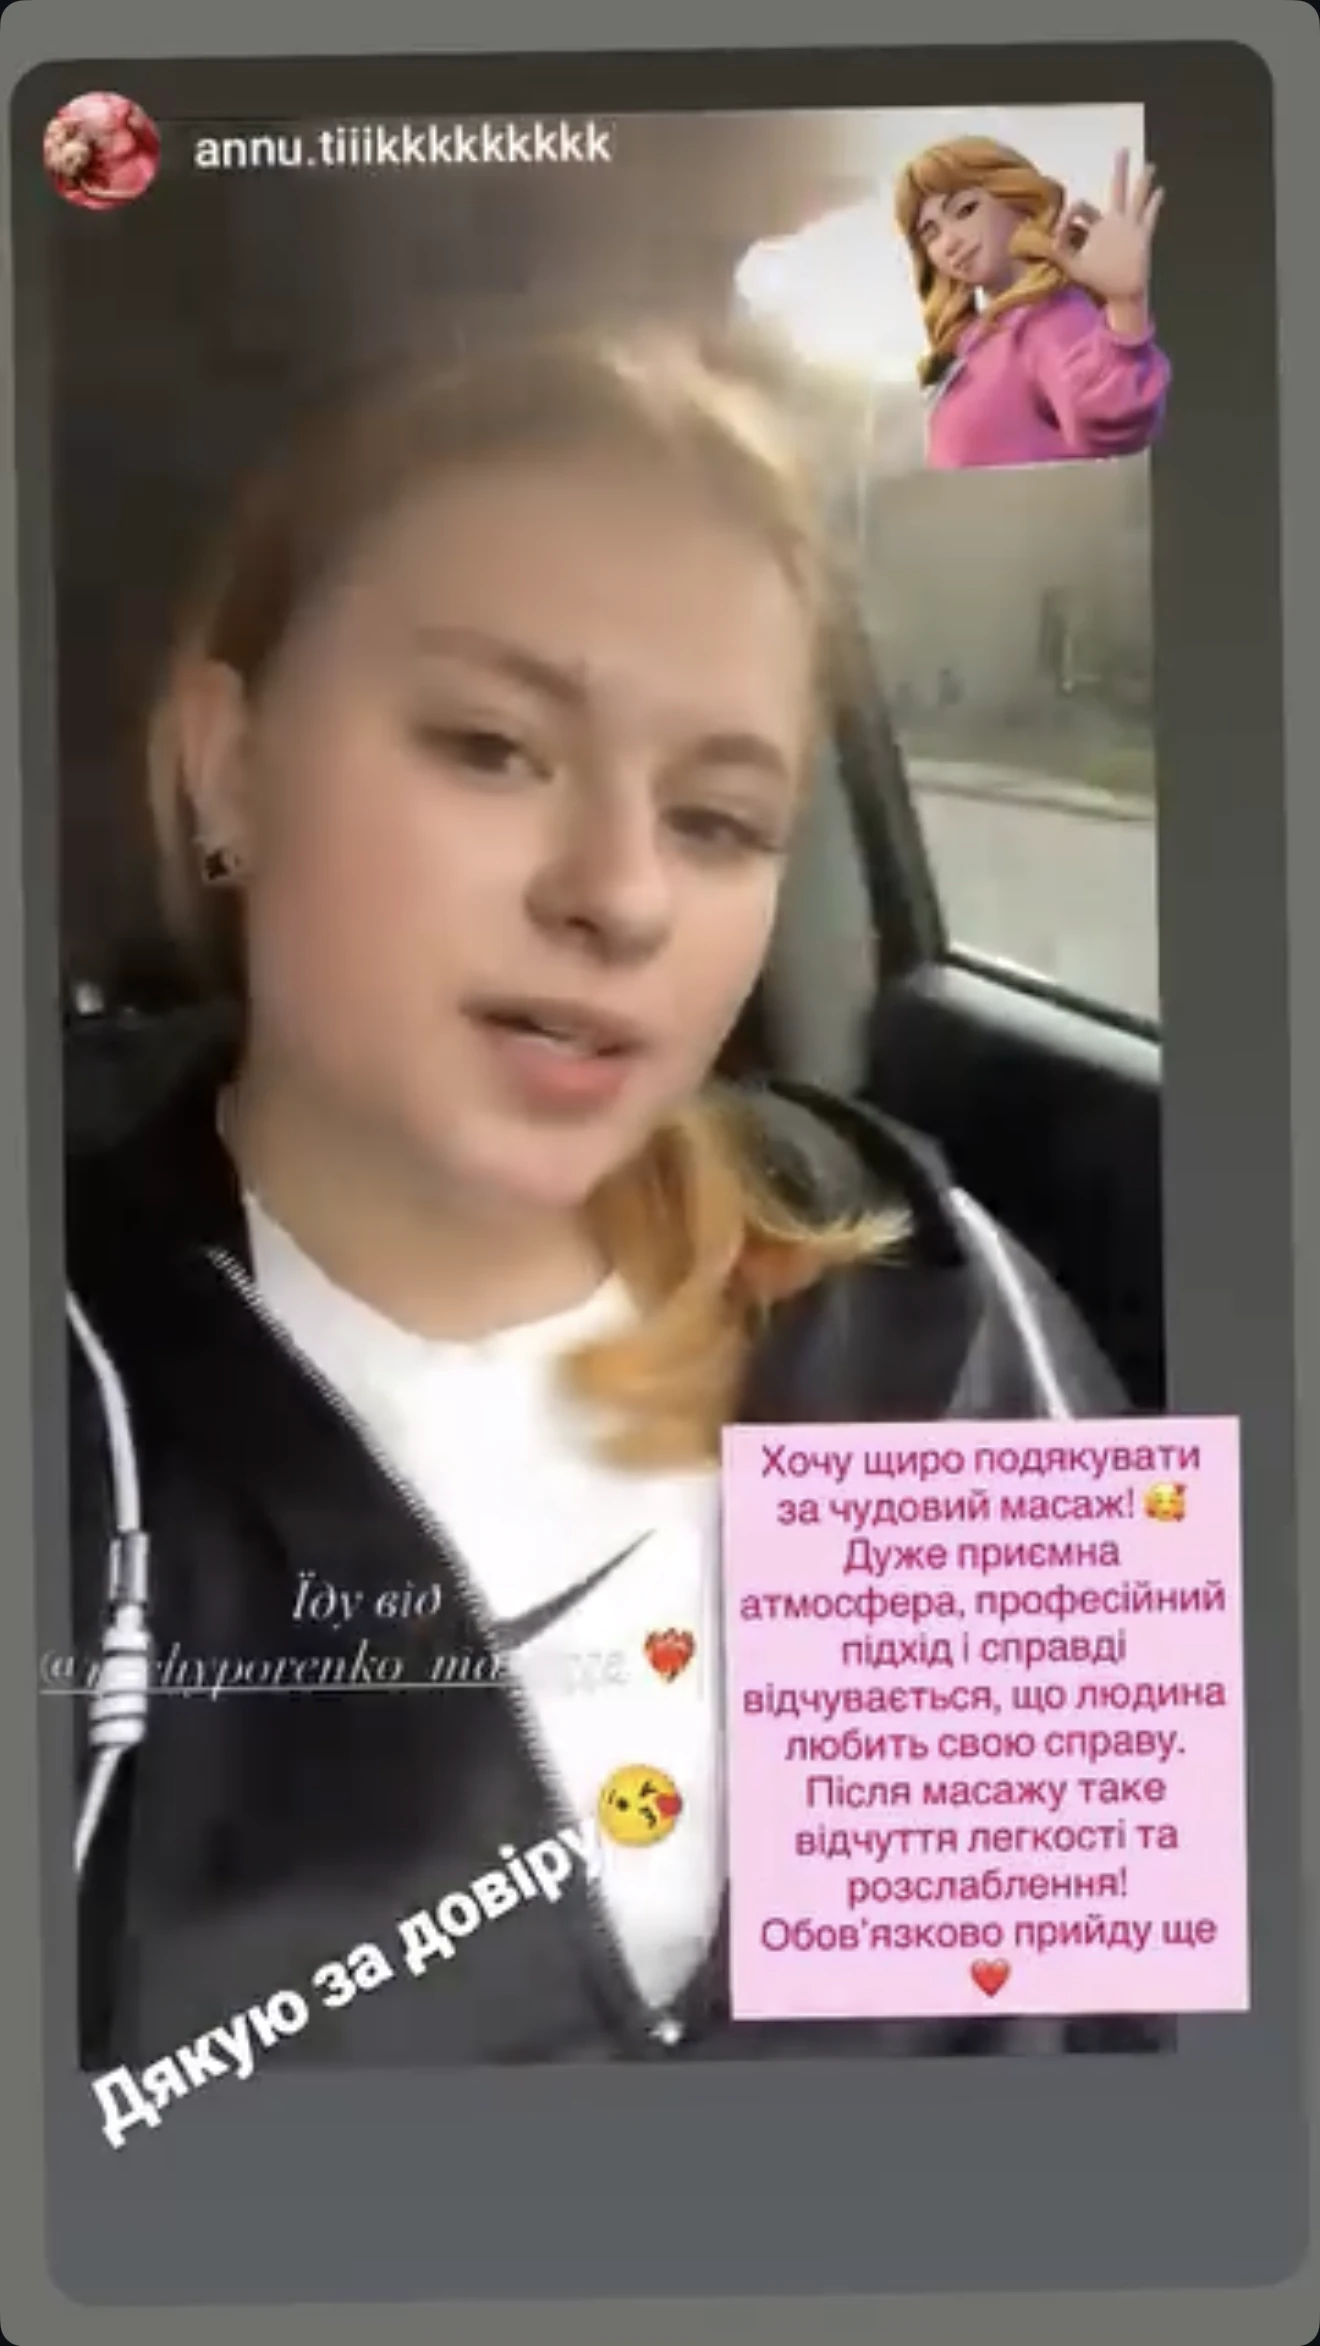 annu.tiiikkkkkkkkkk
Їду від
Хочу щиро подякувати
за чудовий масаж! 🥰
Дуже приємна
атмосфера, професійний
підхід і справді
відчувається, що людина
любить свою справу.
Після масажу таке
відчуття легкості та
розслаблення!
Обов'язково прийду ще
❤️
Дякую за довіру😘